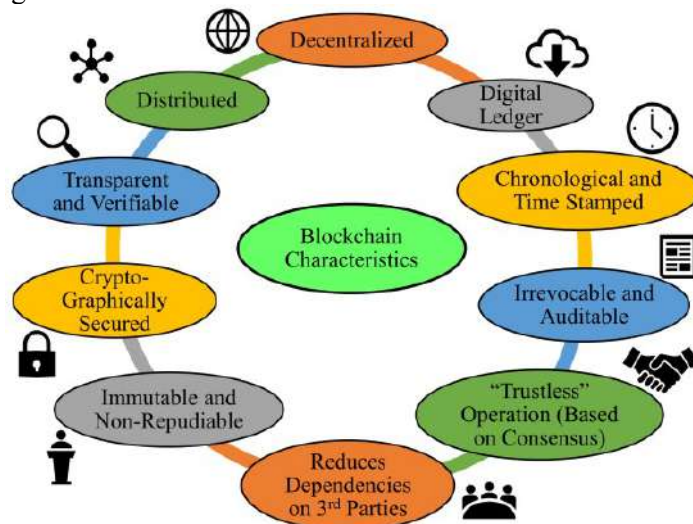 Decentralized
Digital
Ledger
Chronological and
Time Stamped
Irrevocable and
Auditable
“Trustless”
Operation (Based
on Consensus)
Reduces
Dependencies
on 3rd Parties
Immutable and
Non-Repudiable
Crypto-
Graphically
Secured
Transparent
and Verifiable
Distributed
Blockchain
Characteristics